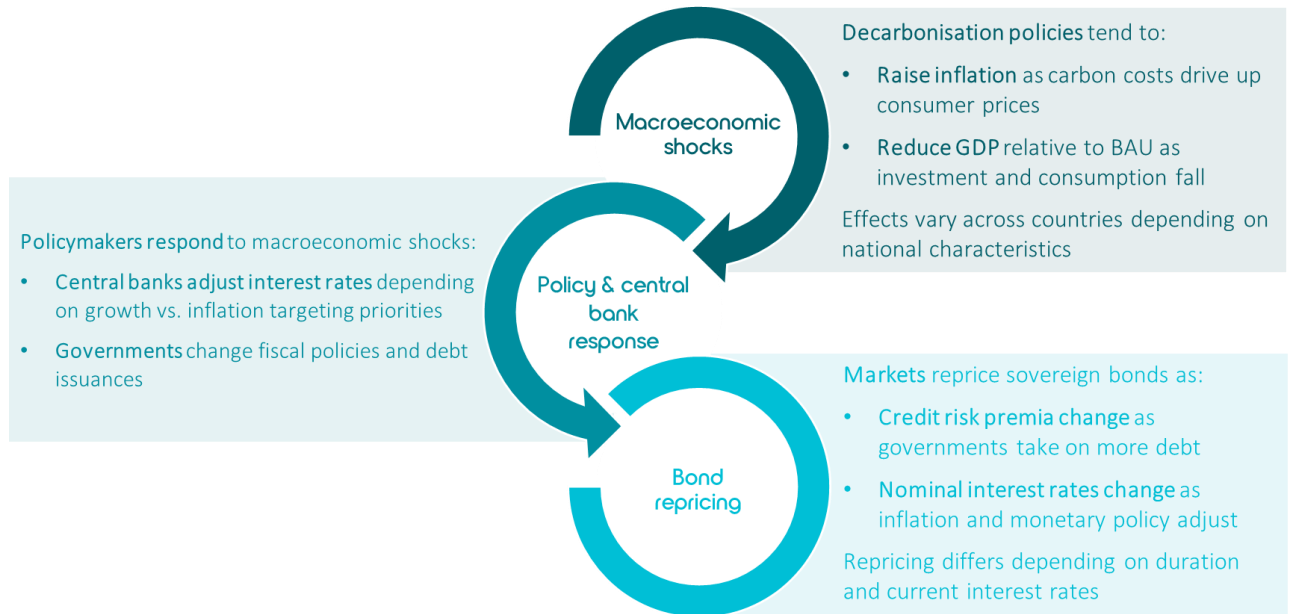 Macroeconomic
shocks
Decarbonisation policies tend to:
• Raise inflation as carbon costs drive up
consumer prices
• Reduce GDP relative to BAU as
investment and consumption fall
Effects vary across countries depending on
national characteristics
Policymakers respond to macroeconomic shocks:
• Central banks adjust interest rates depending
on growth vs. inflation targeting priorities
• Governments change fiscal policies and debt
issuances
Policy & central
bank
response
Bond
repricing
Markets reprice sovereign bonds as:
• Credit risk premia change as
governments take on more debt
• Nominal interest rates change as
inflation and monetary policy adjust
Repricing differs depending on duration
and current interest rates